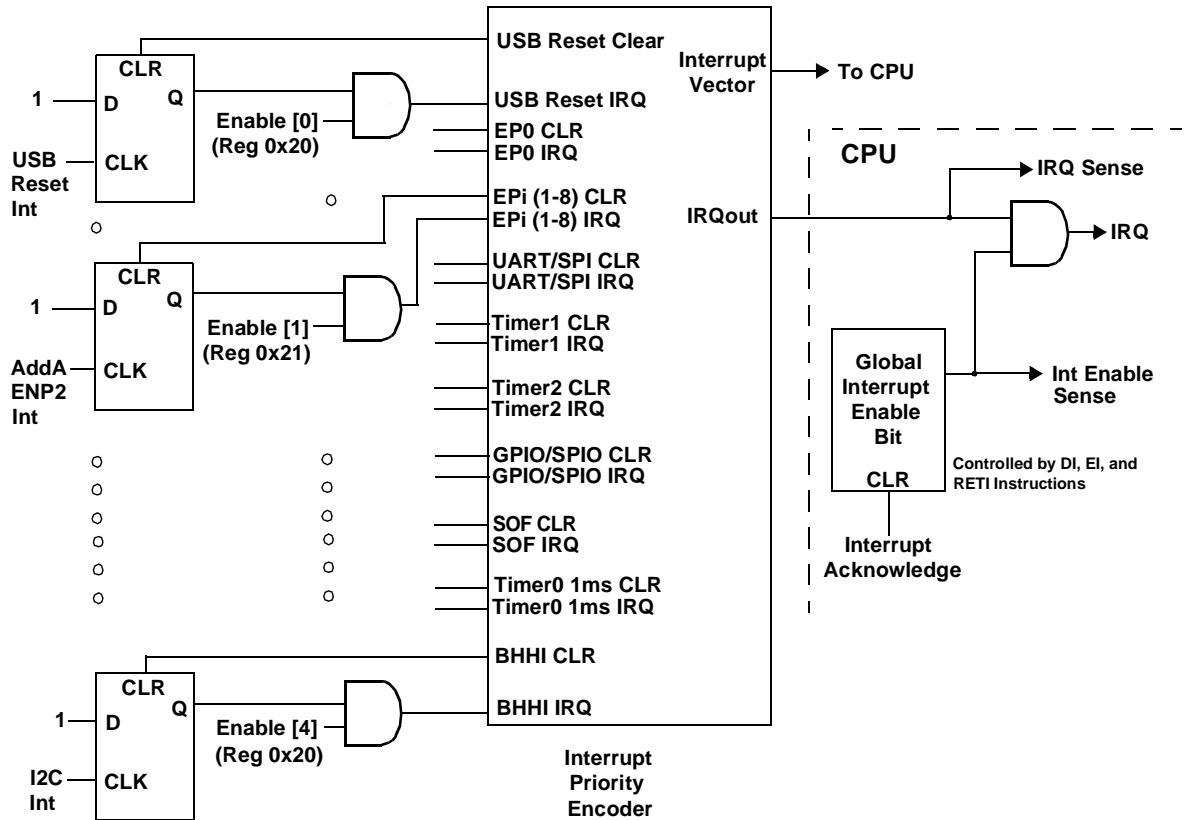 CLR
D
Q
CLK
1
USB
Reset
Int
Enable [0]
(Reg 0x20)
CLR
D
Q
CLK
1
AddA
ENP2
Int
Enable [1]
(Reg 0x21)
CLR
D
Q
CLK
1
I2C
Int
Enable [4]
(Reg 0x20)
USB Reset Clear
USB Reset IRQ
EP0 CLR
EP0 IRQ
EPi (1-8) CLR
EPi (1-8) IRQ
UART/SPI CLR
UART/SPI IRQ
Timer1 CLR
Timer1 IRQ
Timer2 CLR
Timer2 IRQ
GPIO/SPIO CLR
GPIO/SPIO IRQ
SOF CLR
SOF IRQ
Timer0 1ms CLR
Timer0 1ms IRQ
BHHI CLR
BHHI IRQ
Interrupt
Vector
IRQout
Interrupt
Priority
Encoder
To CPU
CPU
IRQ Sense
IRQ
Global
Interrupt
Enable
Bit
CLR
Int Enable
Sense
Controlled by DI, EI, and
RETI Instructions
Interrupt
Acknowledge